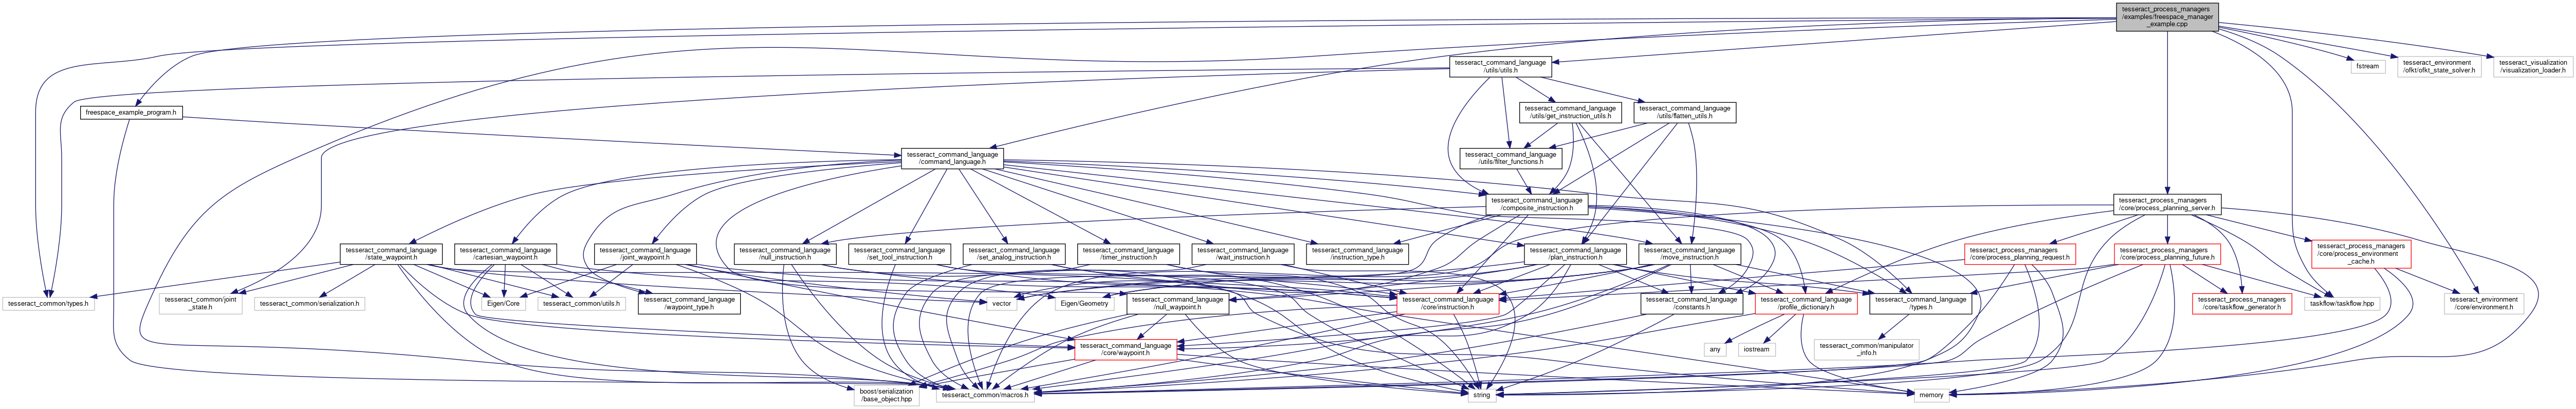 tesseract_process_managers
/examples/freespace_manager
_example.cpp
tesseract_command_language
/utils/utils.h
fstream
tesseract_environment
/ofkt/ofkt_state_solver.h
tesseract_visualization
/visualization_loader.h
freespace_example_program.h
tesseract_command_language
/utils/get_instruction_utils.h
tesseract_command_language
/utils/flatten_utils.h
tesseract_command_language
/command_language.h
tesseract_command_language
/utils/filter_functions.h
tesseract_command_language
/composite_instruction.h
tesseract_process_managers
/core/process_planning_server.h
tesseract_command_language
/state_waypoint.h
tesseract_command_language
/cartesian_waypoint.h
tesseract_command_language
/joint_waypoint.h
tesseract_command_language
/null_instruction.h
tesseract_command_language
/set_tool_instruction.h
tesseract_command_language
/set_analog_instruction.h
tesseract_command_language
/timer_instruction.h
tesseract_command_language
/wait_instruction.h
tesseract_command_language
/instruction_type.h
tesseract_command_language
/plan_instruction.h
tesseract_command_language
/move_instruction.h
tesseract_process_managers
/core/process_planning_request.h
tesseract_process_managers
/core/process_planning_future.h
tesseract_process_managers
/core/process_environment
_cache.h
tesseract_common/types.h
tesseract_common/joint
_state.h
tesseract_common/serialization.h
Eigen/Core
tesseract_common/utils.h
tesseract_command_language
/waypoint_type.h
vector
Eigen/Geometry
tesseract_command_language
/null_waypoint.h
tesseract_command_language
/core/instruction.h
tesseract_command_language
/constants.h
tesseract_command_language
/profile_dictionary.h
tesseract_command_language
/types.h
tesseract_process_managers
/core/taskflow_generator.h
taskflow/taskflow.hpp
tesseract_environment
/core/environment.h
tesseract_command_language
/core/waypoint.h
any
iostream
tesseract_common/manipulator
_info.h
boost/serialization
/base_object.hpp
tesseract_common/macros.h
string
memory